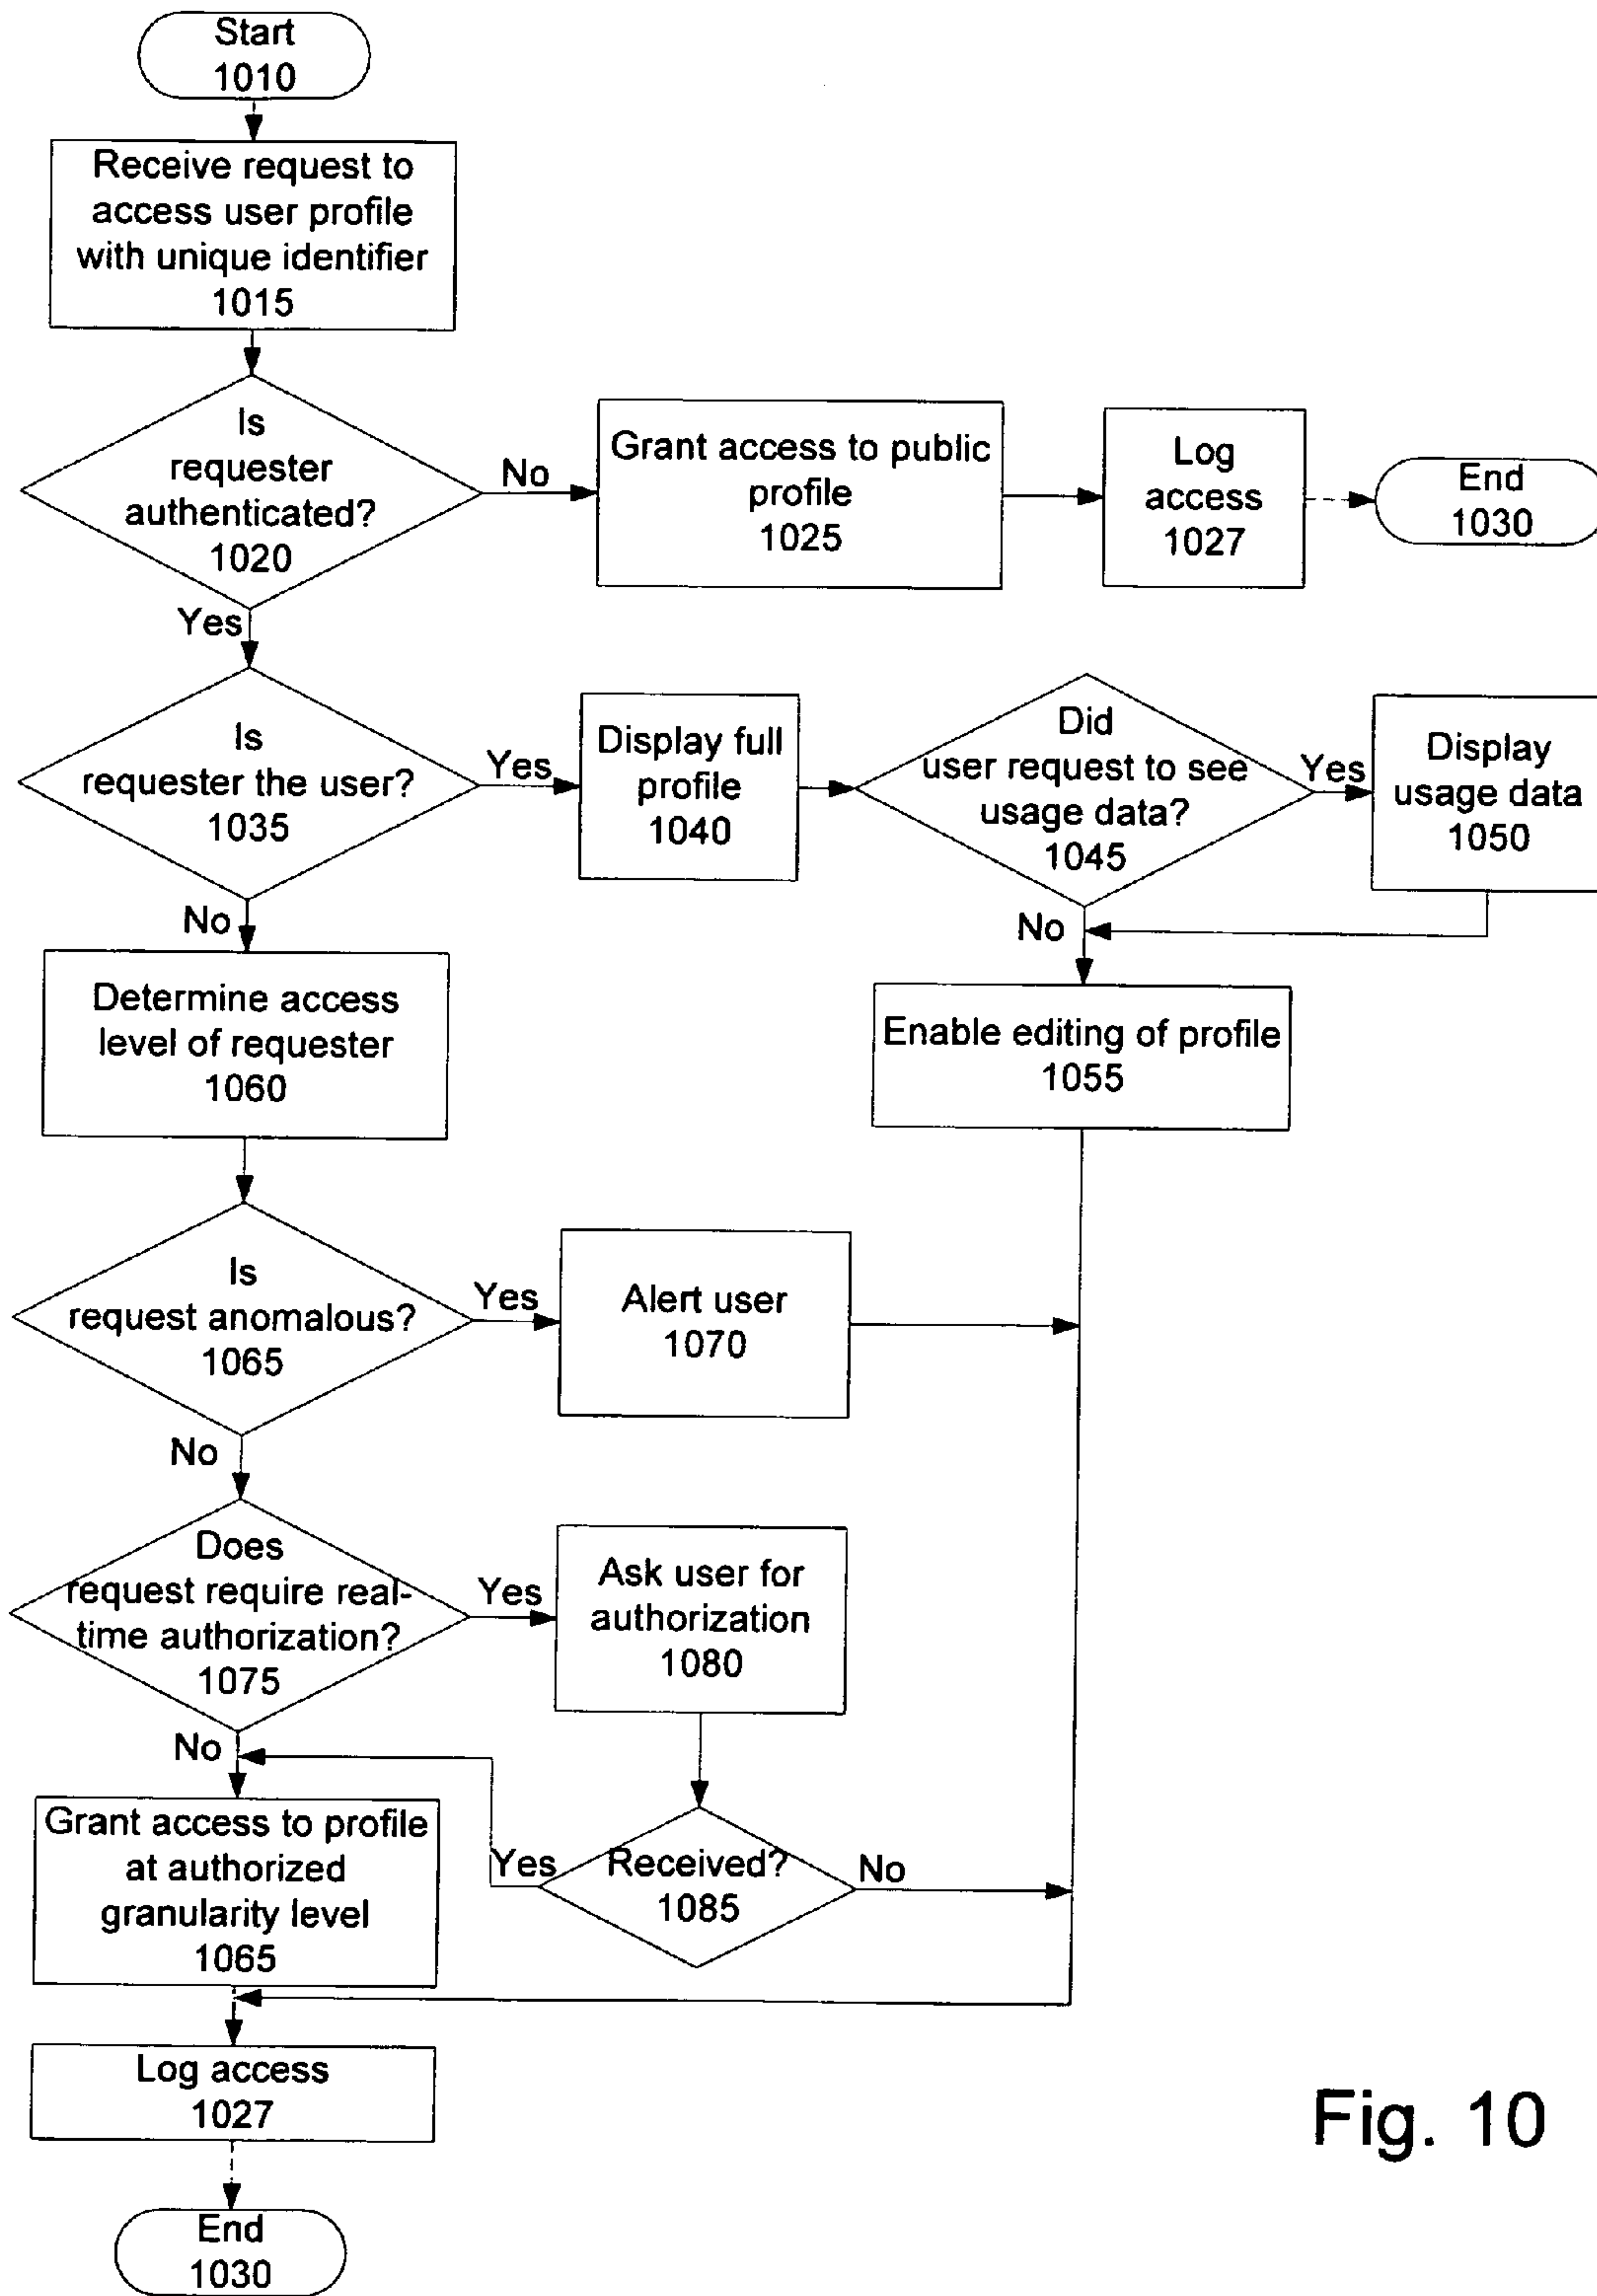 Start
1010
Receive request to
access user profile
with unique identifier
1015
Is
requester
authenticated?
1020
No
Grant access to public
profile
1025
Log
access
1027
End
1030
Yes
Is
requester the user?
1035
Yes
Display full
profile
1040
Did
user request to see
usage data?
1045
Yes
Display
usage data
1050
No
No
Determine access
level of requester
1060
Enable editing of profile
1055
Is
request anomalous?
1065
Yes
Alert user
1070
No
Does
request require real-
time authorization?
1075
Yes
Ask user for
authorization
1080
No
Grant access to profile
at authorized
granularity level
1065
Yes
Received?
1085
No
Log access
1027
End
1030
Fig. 10